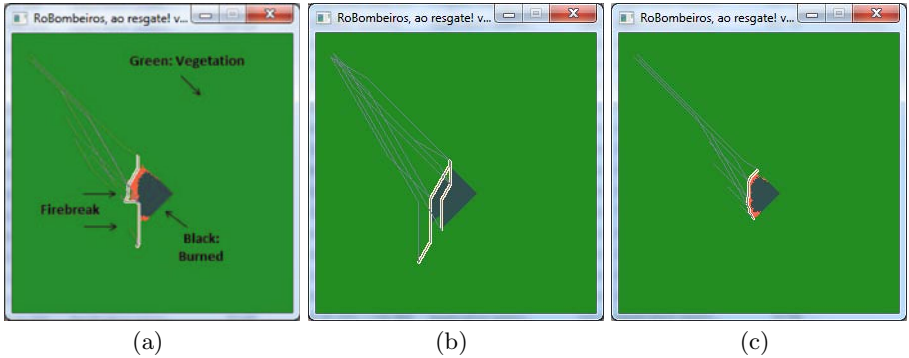 RoBombeiros, ao resgate! v...
Green: Vegetation
Firebreak
Black:
Burned
(a)
RoBombeiros, ao resgate! v...
(b)
RoBombeiros, ao resgate! v...
(c)